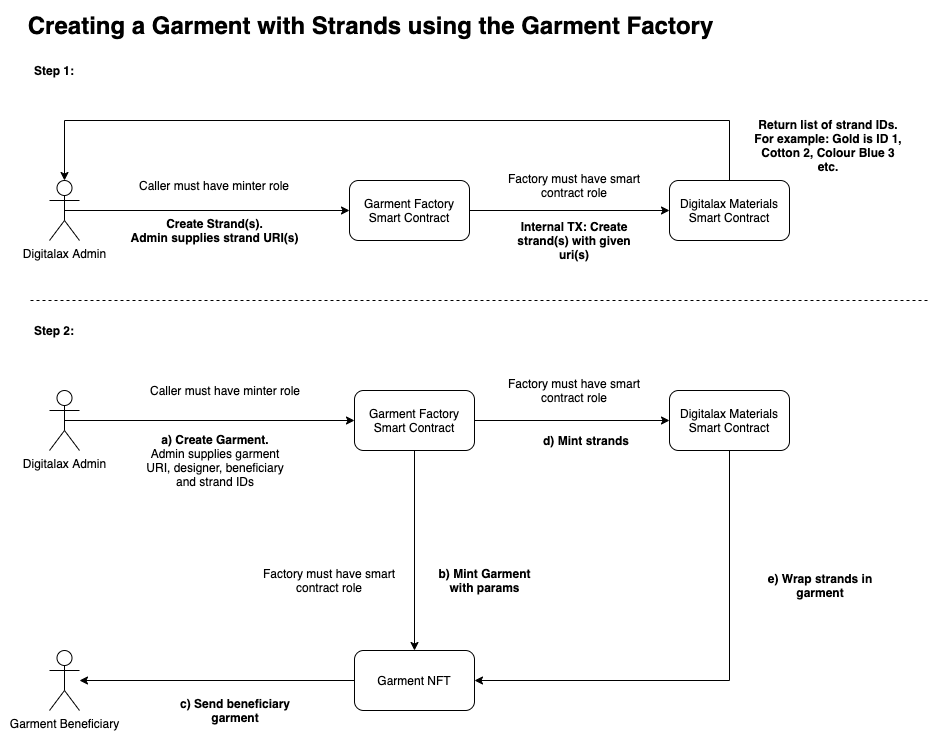 Creating a Garment with Strands using the Garment Factory
Step 1:
Return list of strand IDs.
For example: Gold is ID 1,
Cotton 2, Colour Blue 3
etc.
Caller must have minter role
Factory must have smart
contract role
Garment Factory
Smart Contract
Digitalax Materials
Smart Contract
Create Strand(s).
Admin supplies strand URI(s)
Internal TX: Create
strand(s) with given
uri(s)
Digitalax Admin
Step 2:
Caller must have minter role
Factory must have smart
contract role
Garment Factory
Smart Contract
Digitalax Materials
Smart Contract
Digitalax Admin
a) Create Garment.
Admin supplies garment
URI, designer, beneficiary
and strand IDs
d) Mint strands
Factory must have smart
contract role
b) Mint Garment
with params
e) Wrap strands in
garment
Garment NFT
c) Send beneficiary
garment
Garment Beneficiary